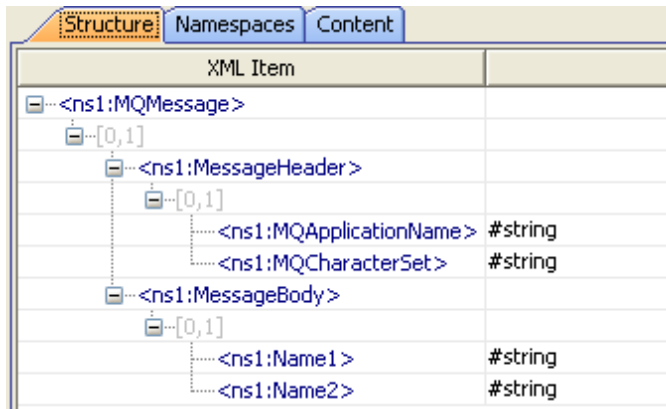 Structure Namespaces Content
XML Item
<ns1:MQMessage>
[0,1]
<ns1:MessageHeader>
[0,1]
<ns1:MQApplicationName> #string
<ns1:MQCharacterSet> #string
<ns1:MessageBody>
[0,1]
<ns1:Name1> #string
<ns1:Name2> #string